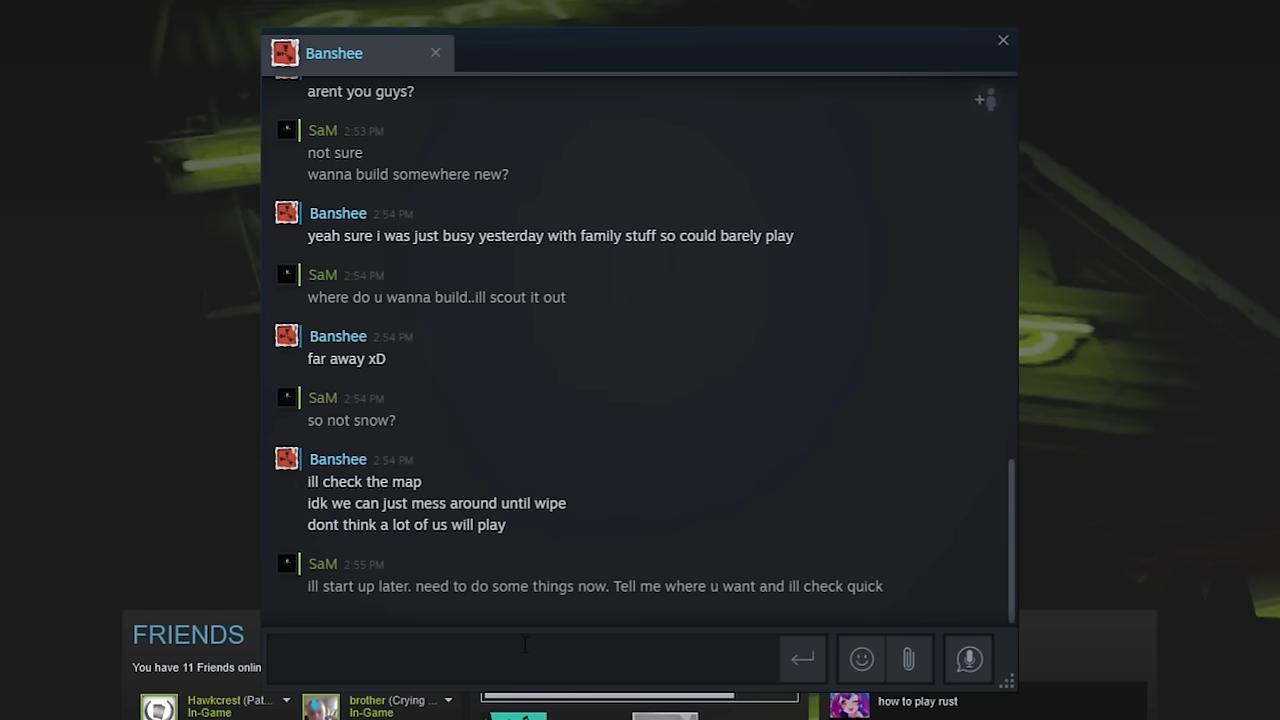 Banshee
arent you guys?
SaM 2:53 PM
not sure
wanna build somewhere new?
Banshee 2:54 PM
yeah sure i was just busy yesterday with family stuff so could barely play
SaM 2:54 PM
where do u wanna build..ill scout it out
Banshee 2:54 PM
far away xD
SaM 2:54 PM
so not snow?
Banshee 2:54 PM
ill check the map
idk we can just mess around until wipe
dont think a lot of us will play
SaM 2:55 PM
ill start up later. need to do some things now. Tell me where u want and ill check quick
FRIENDS
You have 11 Friends onlin
Hawkcrest (Pat...
In-Game
brother (Crying ...
In-Game
how to play rust